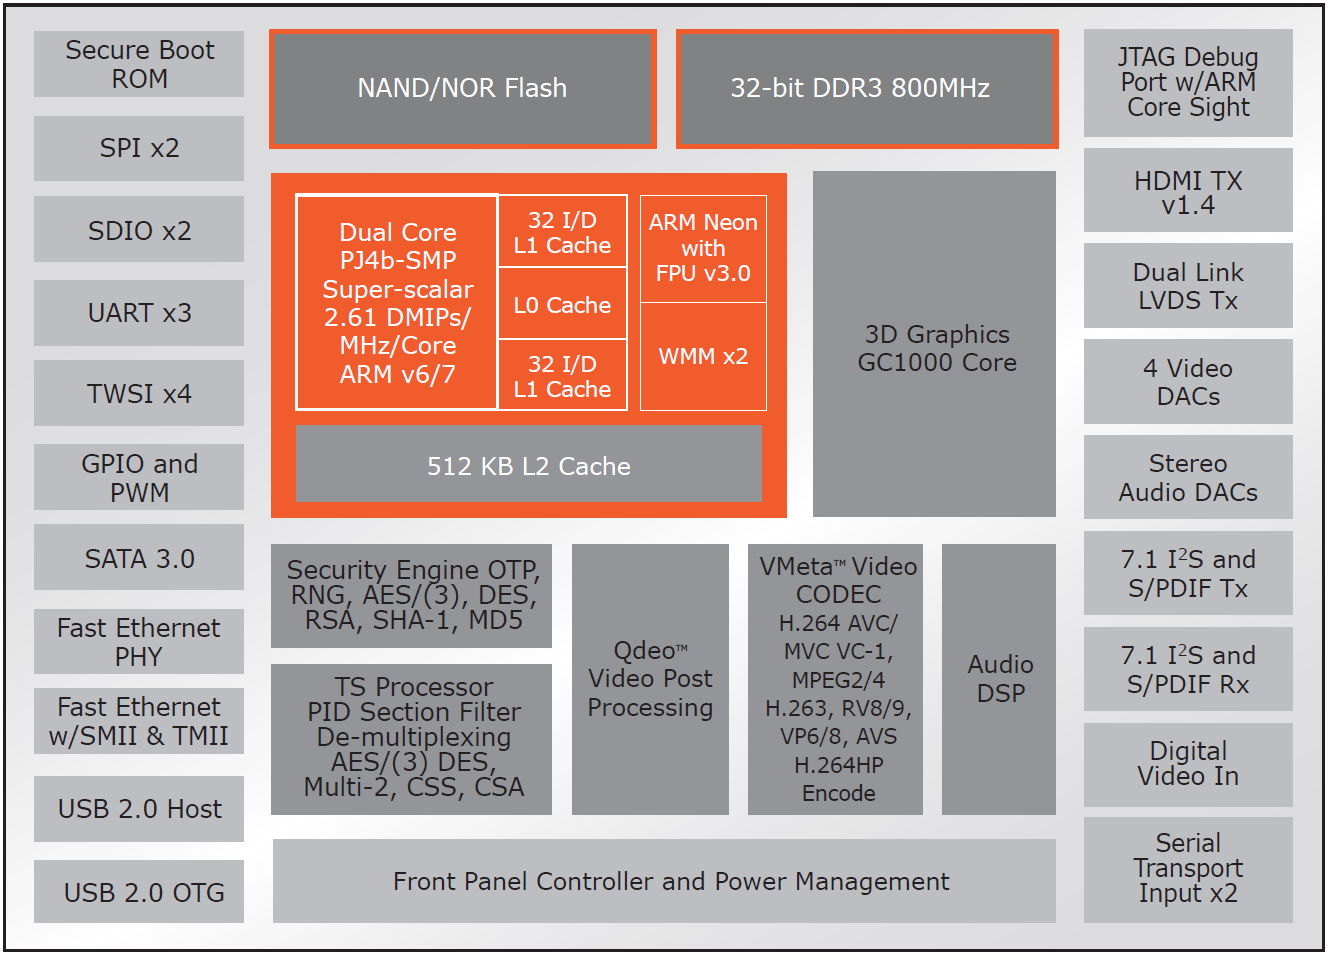 Secure Boot
ROM
SPI x2
SDIO x2
UART x3
TWSI x4
GPIO and
PWM
SATA 3.0
Fast Ethernet
PHY
Fast Ethernet
w/SMII & TMII
USB 2.0 Host
USB 2.0 OTG
NAND/NOR Flash
32-bit DDR3 800MHz
Dual Core
PJ4b-SMP
Super-scalar
2.61 DMIPs/
MHz/Core
ARM v6/7
32 I/D
L1 Cache
L0 Cache
32 I/D
L1 Cache
ARM Neon
with
FPU v3.0
WMM x2
512 KB L2 Cache
3D Graphics
GC1000 Core
Security Engine OTP,
RNG, AES/(3), DES,
RSA, SHA-1, MD5
TS Processor
PID Section Filter
De-multiplexing
AES/(3) DES,
Multi-2, CSS, CSA
Qdeo™
Video Post
Processing
VMeta™ Video
CODEC
H.264 AVC/
MVC VC-1,
MPEG2/4
H.263, RV8/9,
VP6/8, AVS
H.264HP
Encode
Audio
DSP
Front Panel Controller and Power Management
JTAG Debug
Port w/ARM
Core Sight
HDMI TX
v1.4
Dual Link
LVDS Tx
4 Video
DACs
Stereo
Audio DACs
7.1 I²S and
S/PDIF Tx
7.1 I²S and
S/PDIF Rx
Digital
Video In
Serial
Transport
Input x2